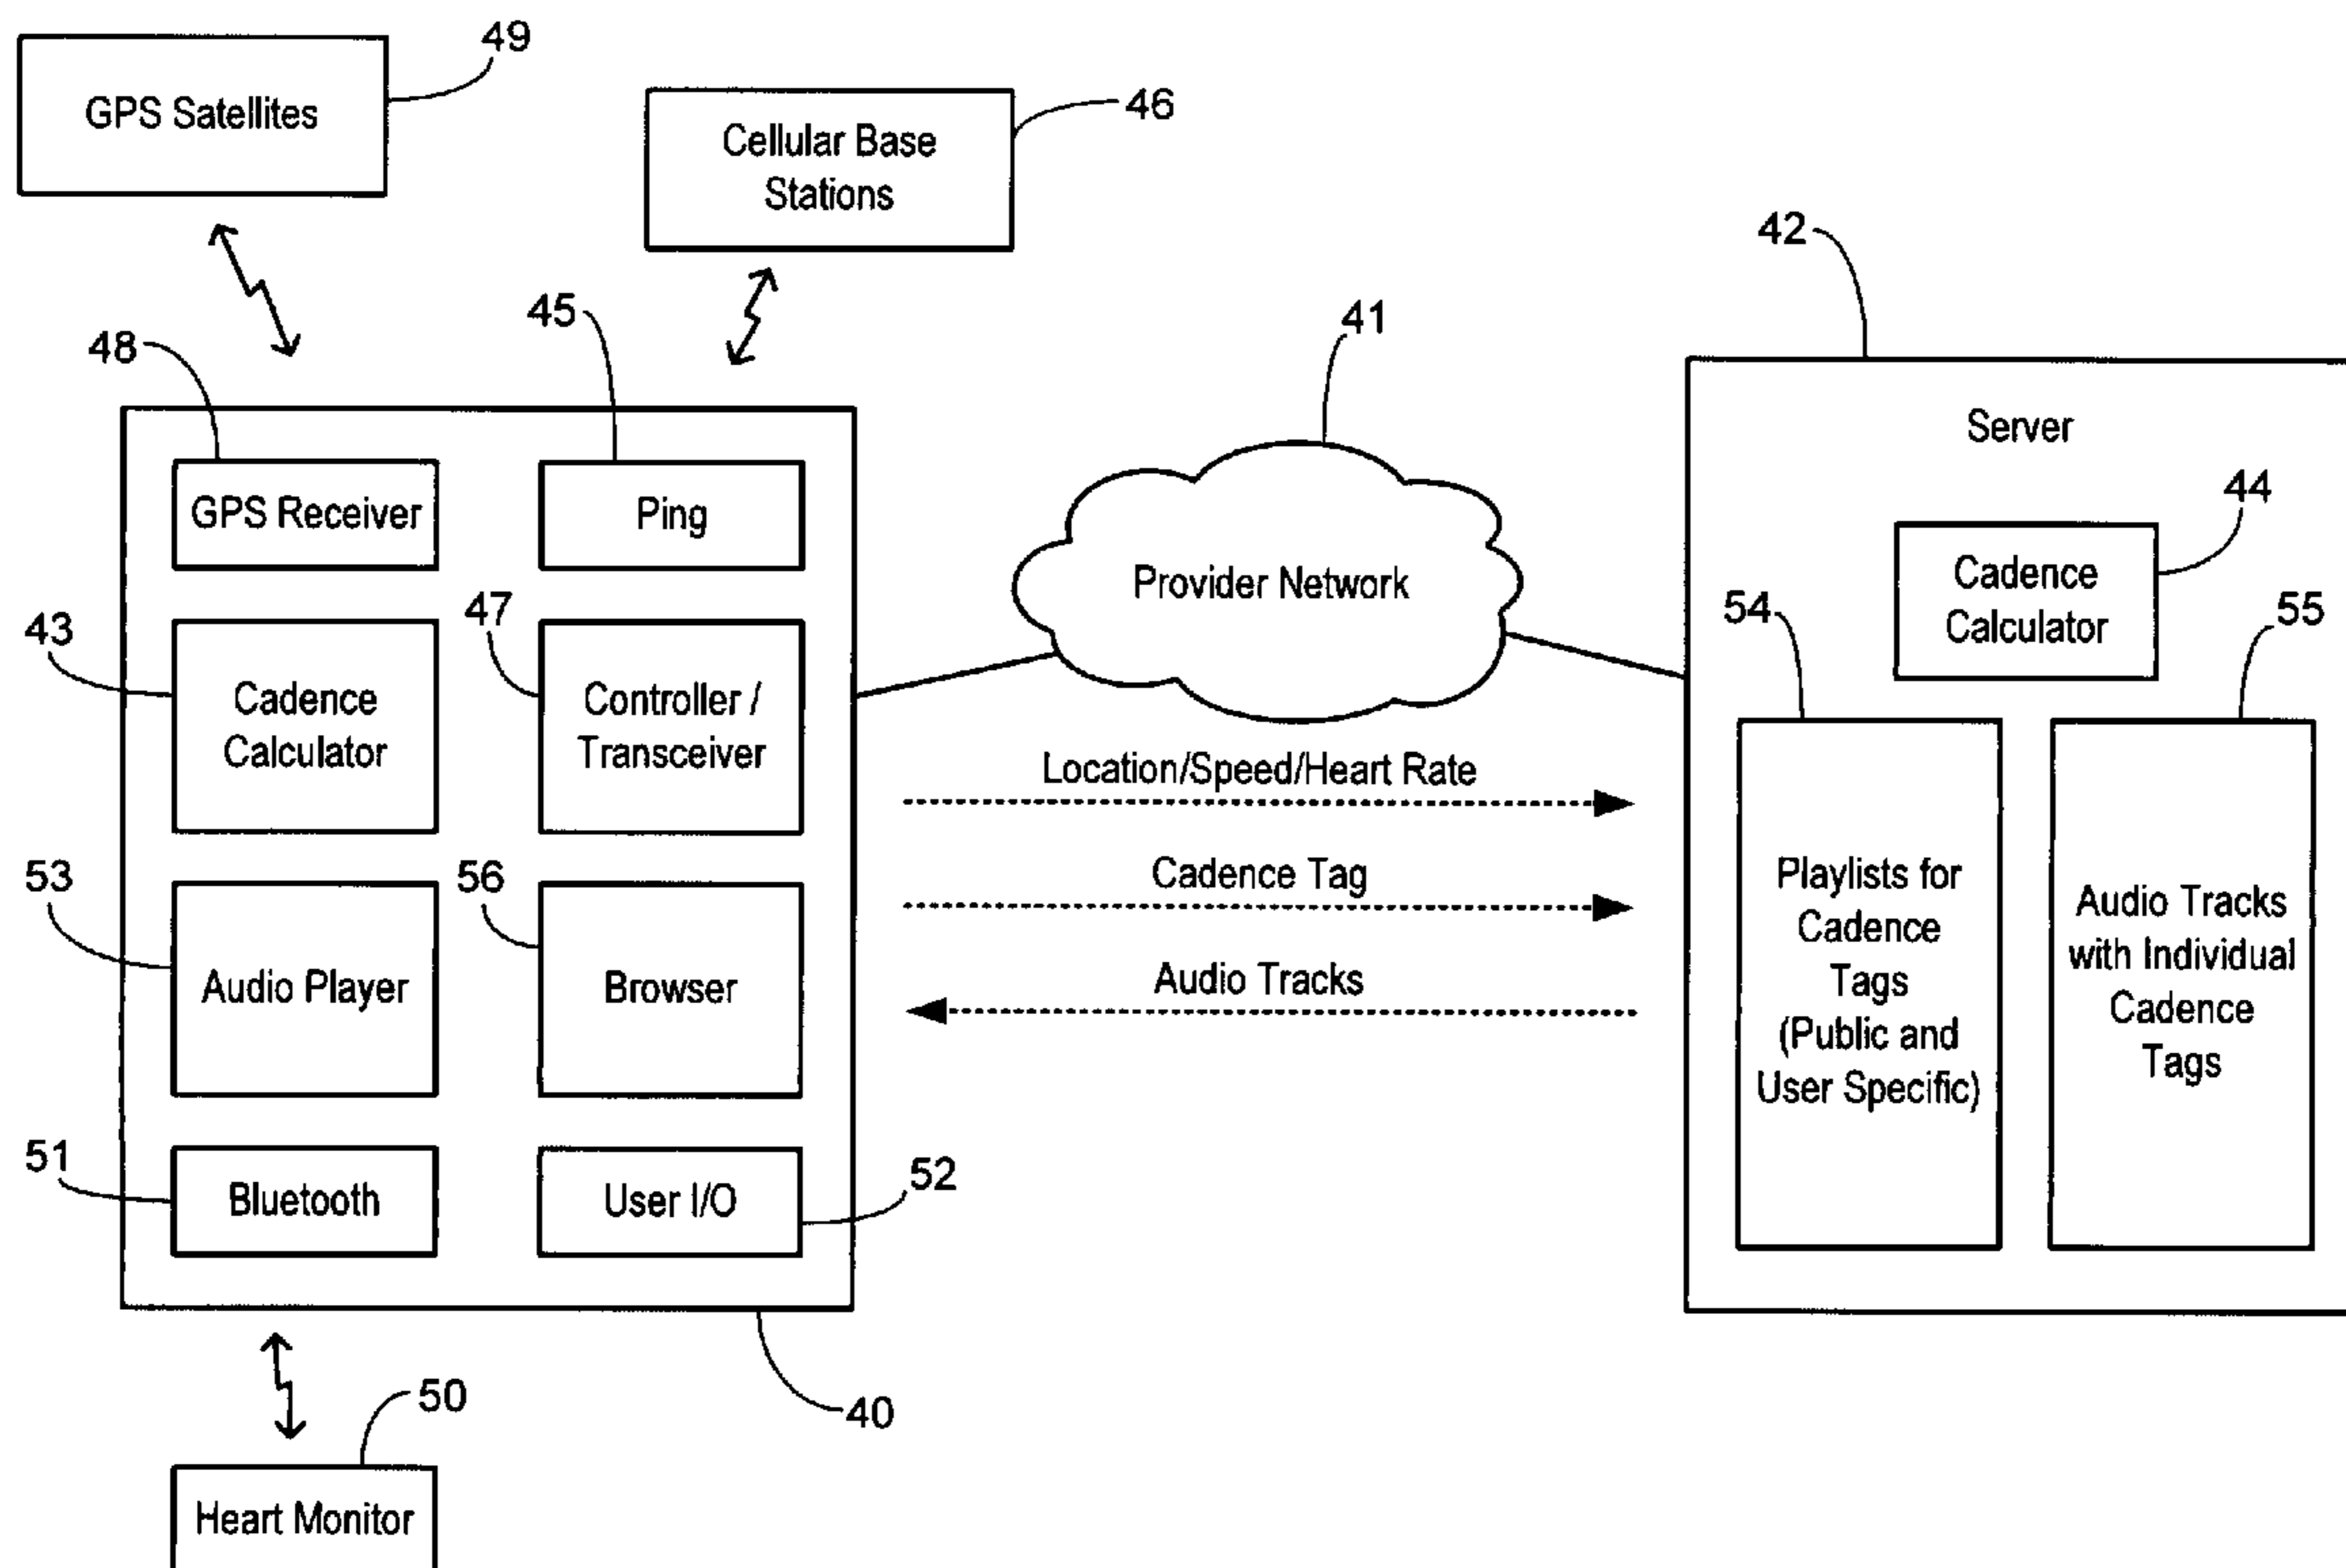 49
GPS Satellites
46
Cellular Base
Stations
42
45
41
48
Server
44
GPS Receiver
Ping
Cadence
Calculator
Provider Network
54
55
43
47
Cadence
Calculator
Controller /
Transceiver
Location/Speed/Heart Rate
53
56
Cadence Tag
Playlists for
Cadence
Tags
(Public and
User Specific)
Audio Tracks
with Individual
Cadence
Tags
Audio Player
Browser
Audio Tracks
51
52
Bluetooth
User I/O
50
40
Heart Monitor